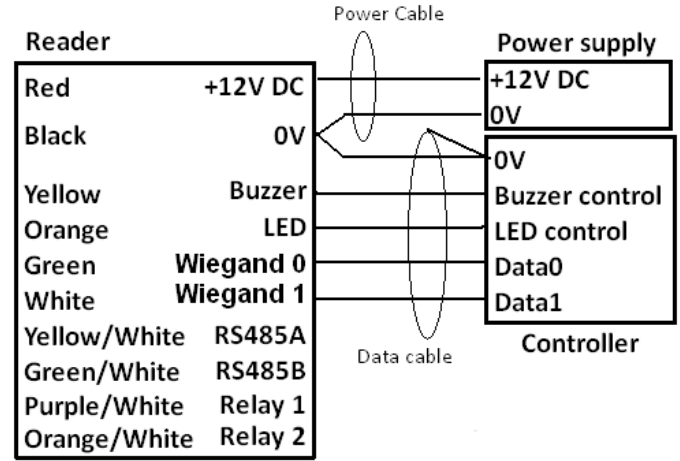 Power Cable
Reader
Power supply
Red +12V DC
+12V DC
0V
Black 0V
0V
Yellow Buzzer
Buzzer control
Orange LED
LED control
Green Wiegand 0
Data0
White Wiegand 1
Data1
Yellow/White RS485A
Controller
Data cable
Green/White RS485B
Purple/White Relay 1
Orange/White Relay 2